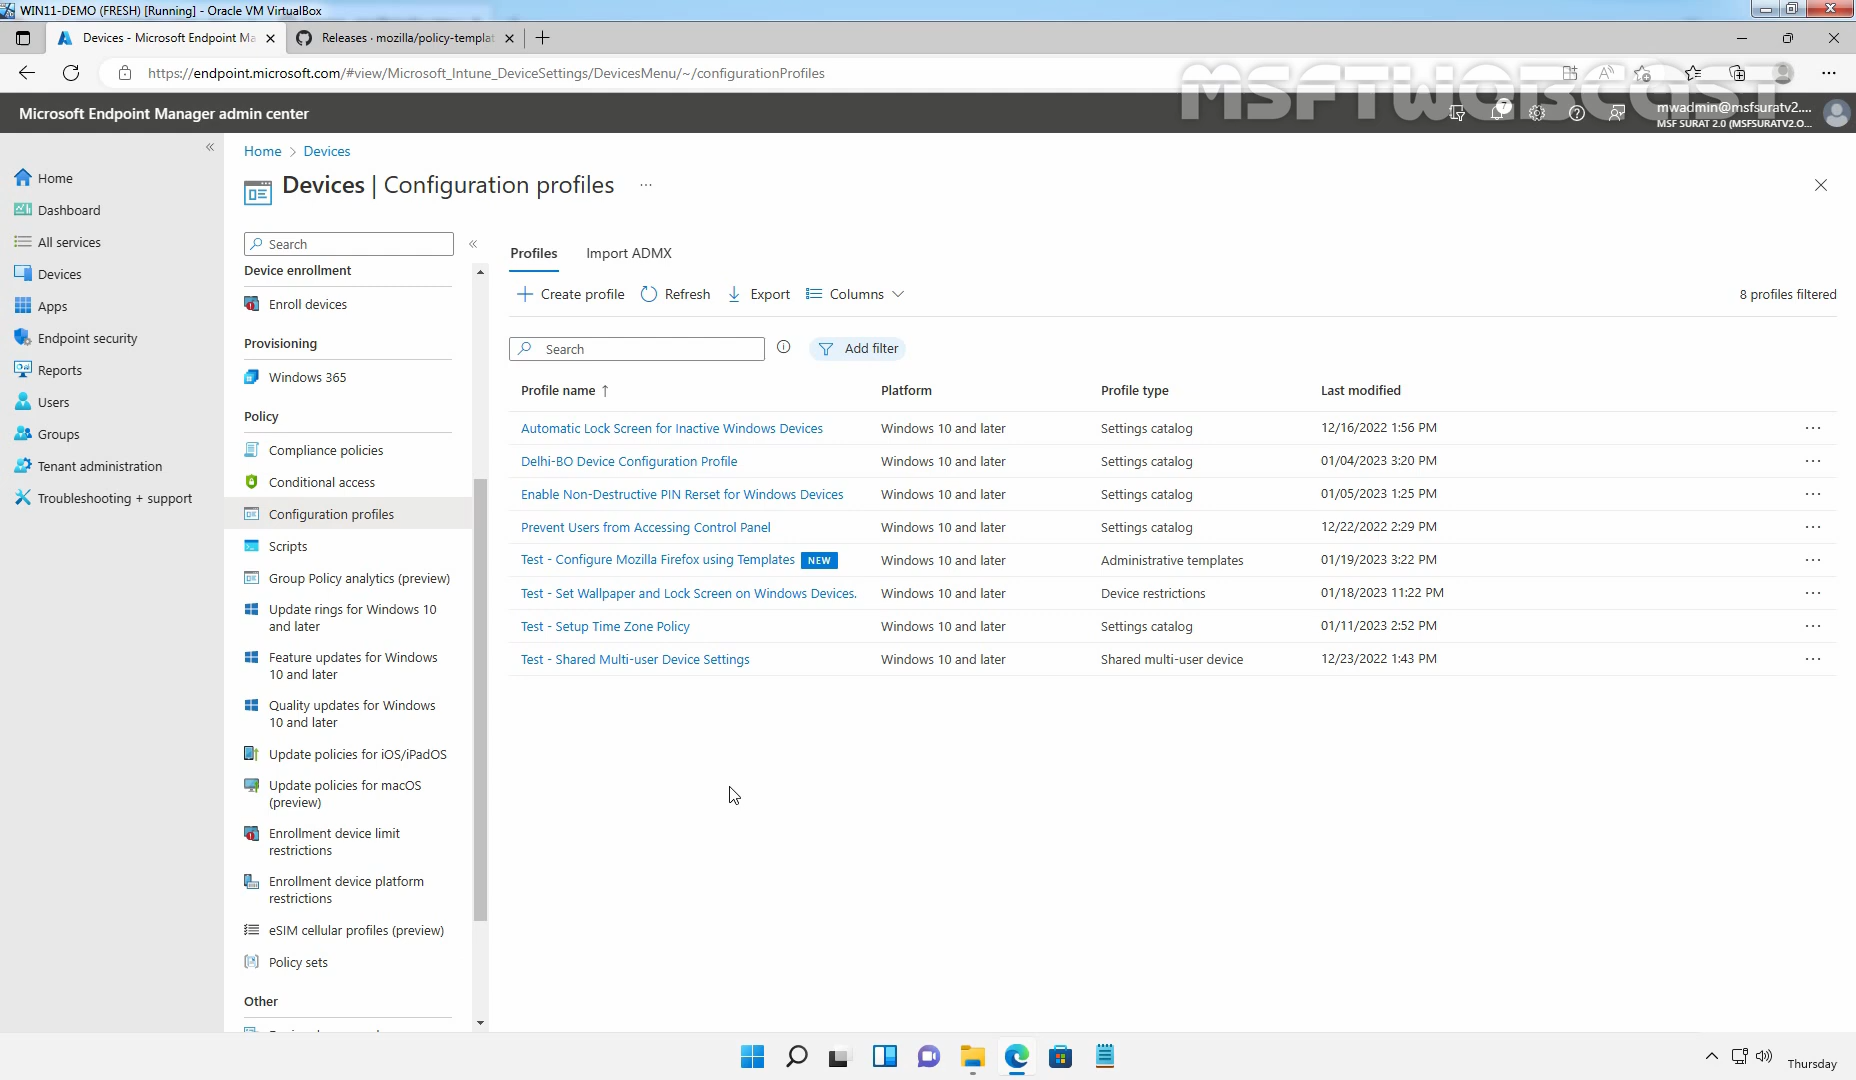 WIN11-DEMO (FRESH) [Running] - Oracle VM VirtualBox
Devices - Microsoft Endpoint Ma
Releases · mozilla/policy-templat
https://endpoint.microsoft.com/#view/Microsoft_Intune_DeviceSettings/DevicesMenu/~/configurationProfiles
MSFTWEBCAST
Microsoft Endpoint Manager admin center
7
mwadmin@msfsuratv2....
MSF SURAT 2.0 (MSFSURATV2.O...
Home > Devices
Devices | Configuration profiles
Home
Dashboard
All services
Devices
Apps
Endpoint security
Reports
Users
Groups
Tenant administration
Troubleshooting + support
Search
Device enrollment
Enroll devices
Provisioning
Windows 365
Policy
Compliance policies
Conditional access
Configuration profiles
Scripts
Group Policy analytics (preview)
Update rings for Windows 10
and later
Feature updates for Windows
10 and later
Quality updates for Windows
10 and later
Update policies for iOS/iPadOS
Update policies for macOS
(preview)
Enrollment device limit
restrictions
Enrollment device platform
restrictions
eSIM cellular profiles (preview)
Policy sets
Other
Profiles Import ADMX
Create profile Refresh Export Columns 8 profiles filtered
Search Add filter
Profile name ↑ Platform Profile type Last modified
Automatic Lock Screen for Inactive Windows Devices Windows 10 and later Settings catalog 12/16/2022 1:56 PM
Delhi-BO Device Configuration Profile Windows 10 and later Settings catalog 01/04/2023 3:20 PM
Enable Non-Destructive PIN Rerset for Windows Devices Windows 10 and later Settings catalog 01/05/2023 1:25 PM
Prevent Users from Accessing Control Panel Windows 10 and later Settings catalog 12/22/2022 2:29 PM
Test - Configure Mozilla Firefox using Templates NEW Windows 10 and later Administrative templates 01/19/2023 3:22 PM
Test - Set Wallpaper and Lock Screen on Windows Devices. Windows 10 and later Device restrictions 01/18/2023 11:22 PM
Test - Setup Time Zone Policy Windows 10 and later Settings catalog 01/11/2023 2:52 PM
Test - Shared Multi-user Device Settings Windows 10 and later Shared multi-user device 12/23/2022 1:43 PM
Thursday